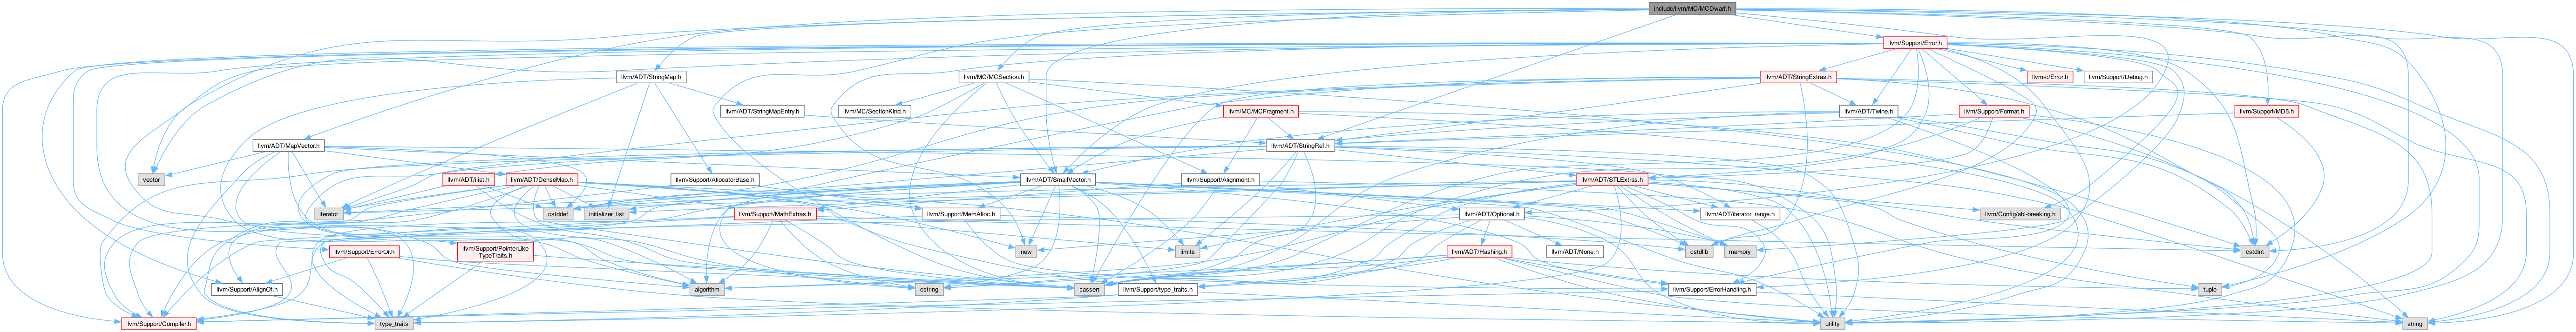 include/llvm/MC/MCDwarf.h
llvm/Support/Error.h
llvm/ADT/StringMap.h
llvm/MC/MCSection.h
llvm/ADT/StringExtras.h
llvm-c/Error.h
llvm/Support/Debug.h
llvm/ADT/StringMapEntry.h
llvm/MC/SectionKind.h
llvm/MC/MCFragment.h
llvm/ADT/Twine.h
llvm/Support/Format.h
llvm/Support/MD5.h
llvm/ADT/MapVector.h
llvm/ADT/StringRef.h
vector
llvm/ADT/ilist.h
llvm/ADT/DenseMap.h
llvm/Support/AllocatorBase.h
llvm/ADT/SmallVector.h
llvm/Support/Alignment.h
llvm/ADT/STLExtras.h
iterator
cstddef
initializer_list
llvm/Support/MathExtras.h
llvm/Support/MemAlloc.h
llvm/ADT/Optional.h
llvm/ADT/iterator_range.h
llvm/Config/abi-breaking.h
llvm/Support/ErrorOr.h
llvm/Support/PointerLike
TypeTraits.h
new
limits
llvm/ADT/Hashing.h
llvm/ADT/None.h
cstdlib
memory
cstdint
llvm/Support/AlignOf.h
algorithm
cstring
cassert
llvm/Support/type_traits.h
llvm/Support/ErrorHandling.h
tuple
llvm/Support/Compiler.h
type_traits
utility
string